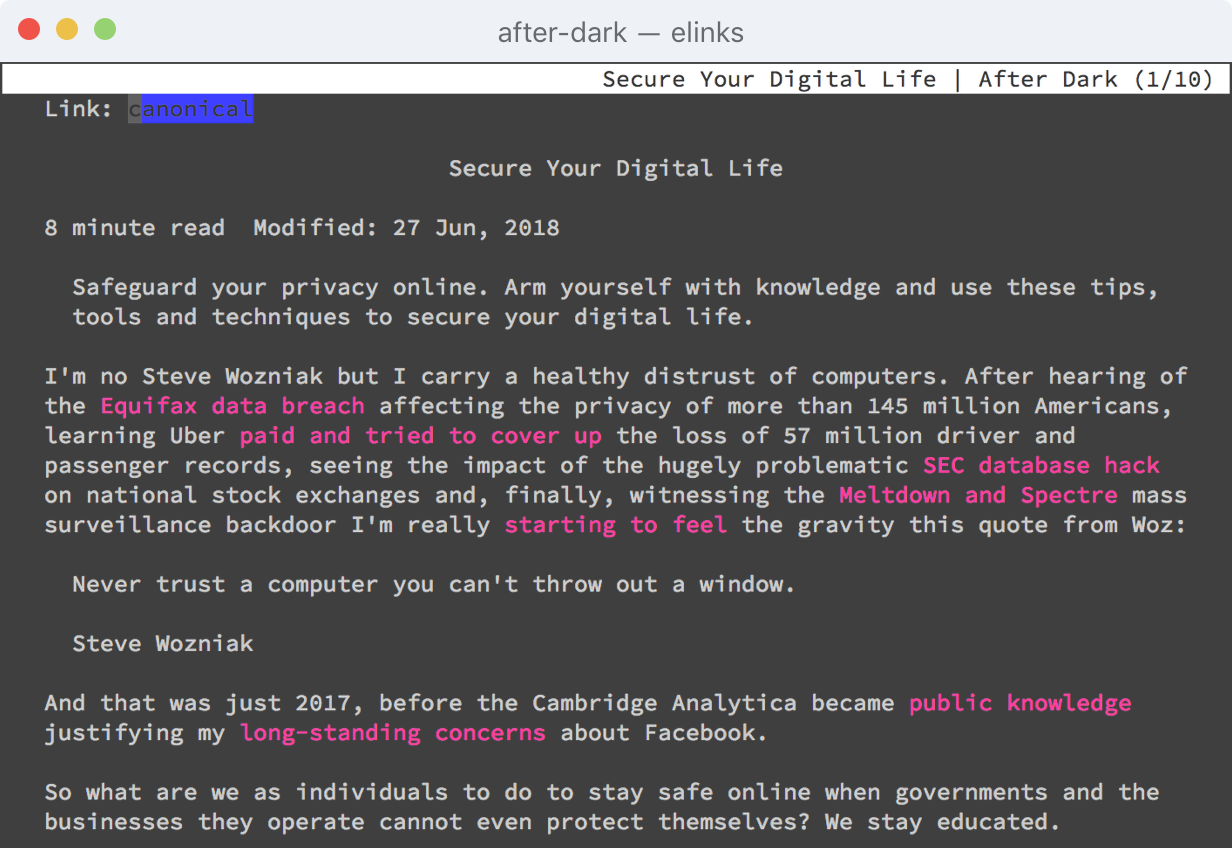 after-dark — elinks
Secure Your Digital Life | After Dark (1/10)
Link: canonical
Secure Your Digital Life
8 minute read  Modified: 27 Jun, 2018
Safeguard your privacy online. Arm yourself with knowledge and use these tips,
tools and techniques to secure your digital life.
I'm no Steve Wozniak but I carry a healthy distrust of computers. After hearing of
the Equifax data breach affecting the privacy of more than 145 million Americans,
learning Uber paid and tried to cover up the loss of 57 million driver and
passenger records, seeing the impact of the hugely problematic SEC database hack
on national stock exchanges and, finally, witnessing the Meltdown and Spectre mass
surveillance backdoor I'm really starting to feel the gravity this quote from Woz:
Never trust a computer you can't throw out a window.
Steve Wozniak
And that was just 2017, before the Cambridge Analytica became public knowledge
justifying my long-standing concerns about Facebook.
So what are we as individuals to do to stay safe online when governments and the
businesses they operate cannot even protect themselves? We stay educated.